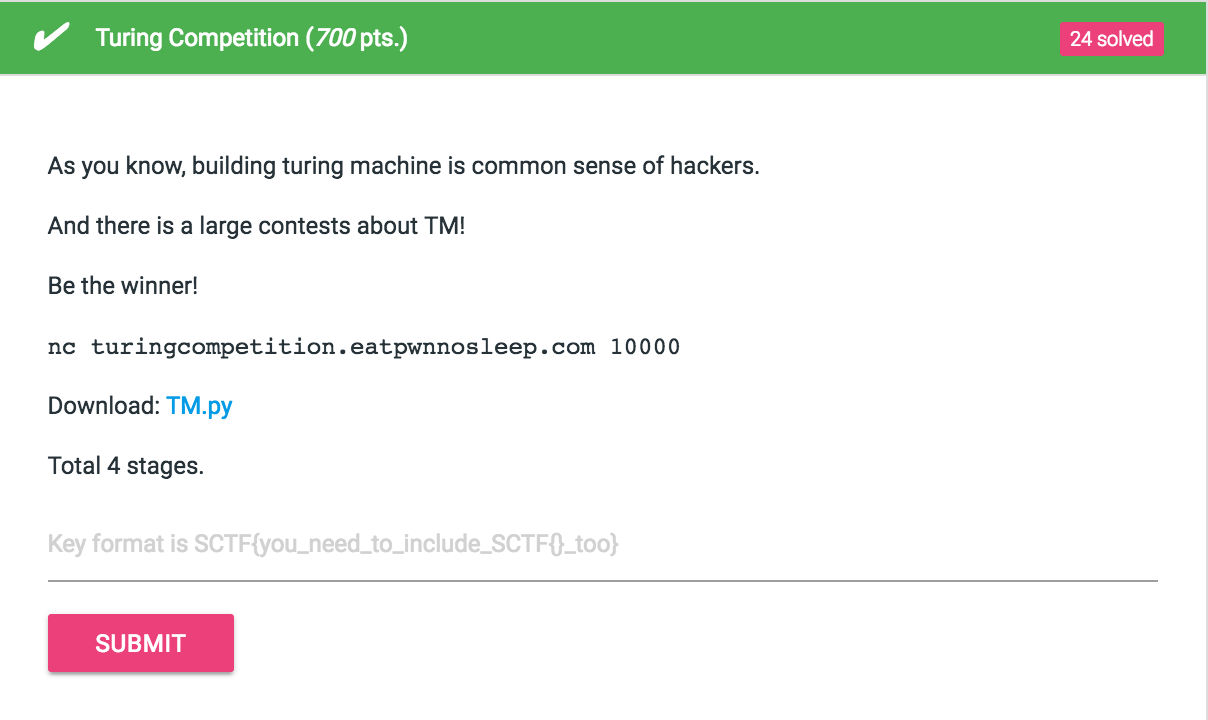 Turing Competition (700 pts.)
24 solved
As you know, building turing machine is common sense of hackers.
And there is a large contests about TM!
Be the winner!
nc turingcompetition.eatpwnnosleep.com 10000
Download: TM.py
Total 4 stages.
Key format is SCTF{you_need_to_include_SCTF{}_too}
SUBMIT